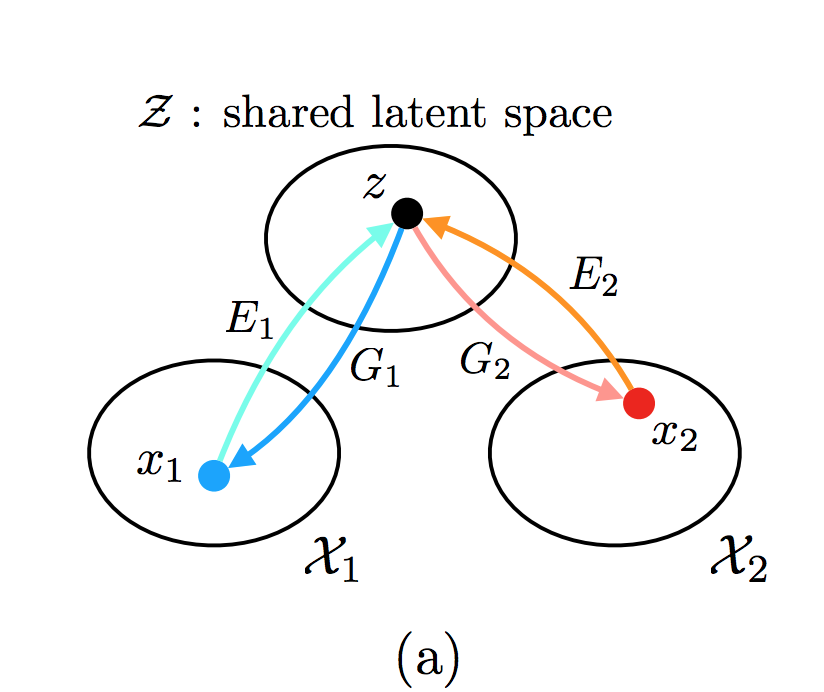 𝒵 : shared latent space
z
E₁
E₂
G₁
G₂
x₁
x₂
𝒳₁
𝒳₂
(a)